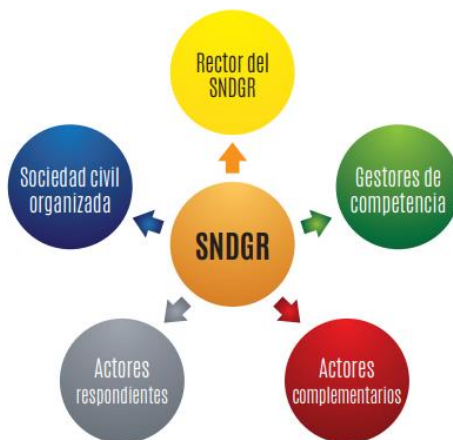 Rector del
SNDGR
Sociedad civil
organizada
Gestores de
competencia
SNDGR
Actores
respondientes
Actores
complementarios